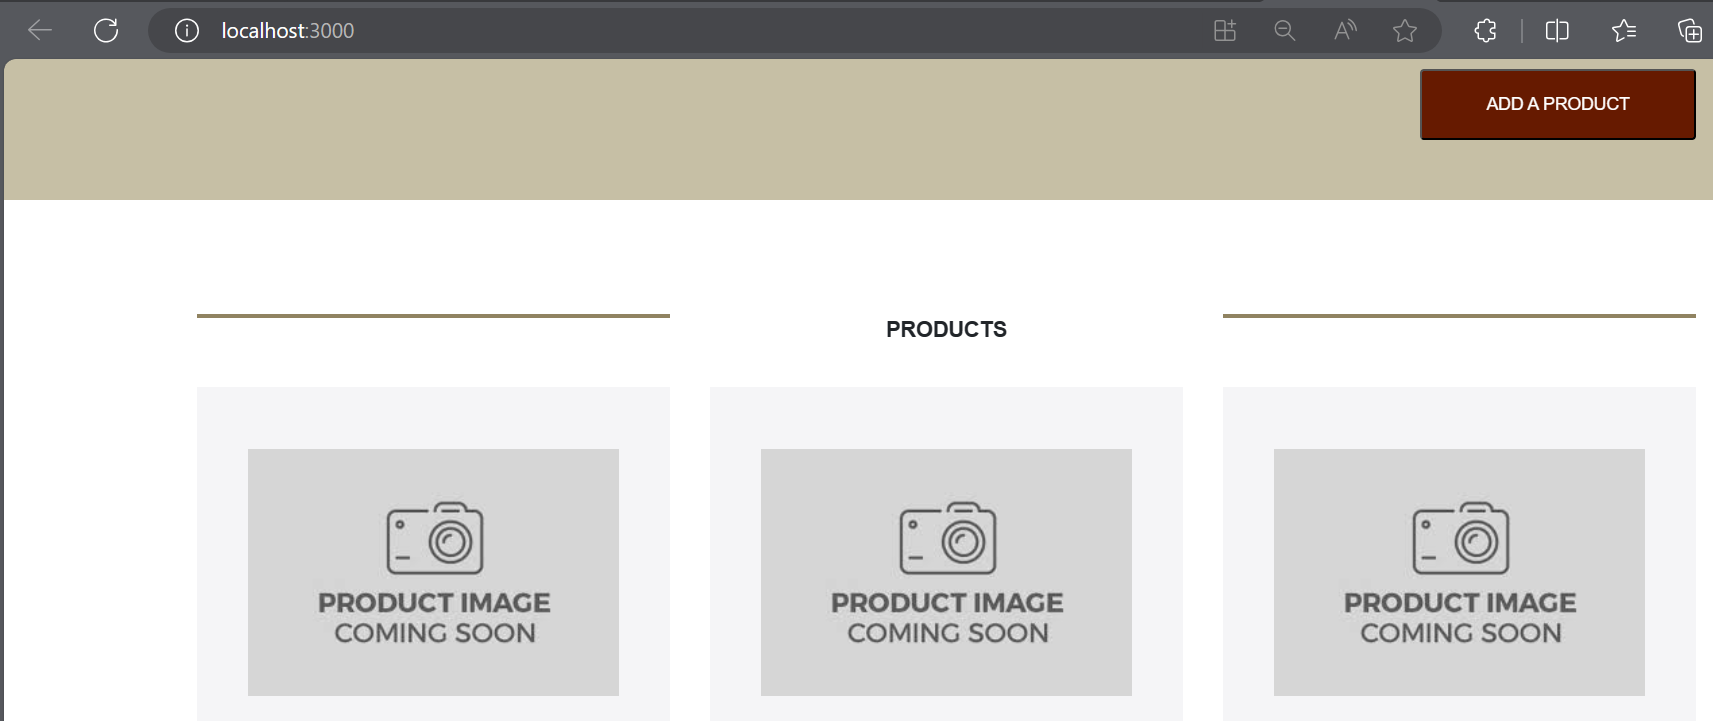 localhost:3000
ADD A PRODUCT
PRODUCTS
PRODUCT IMAGE
COMING SOON
PRODUCT IMAGE
COMING SOON
PRODUCT IMAGE
COMING SOON